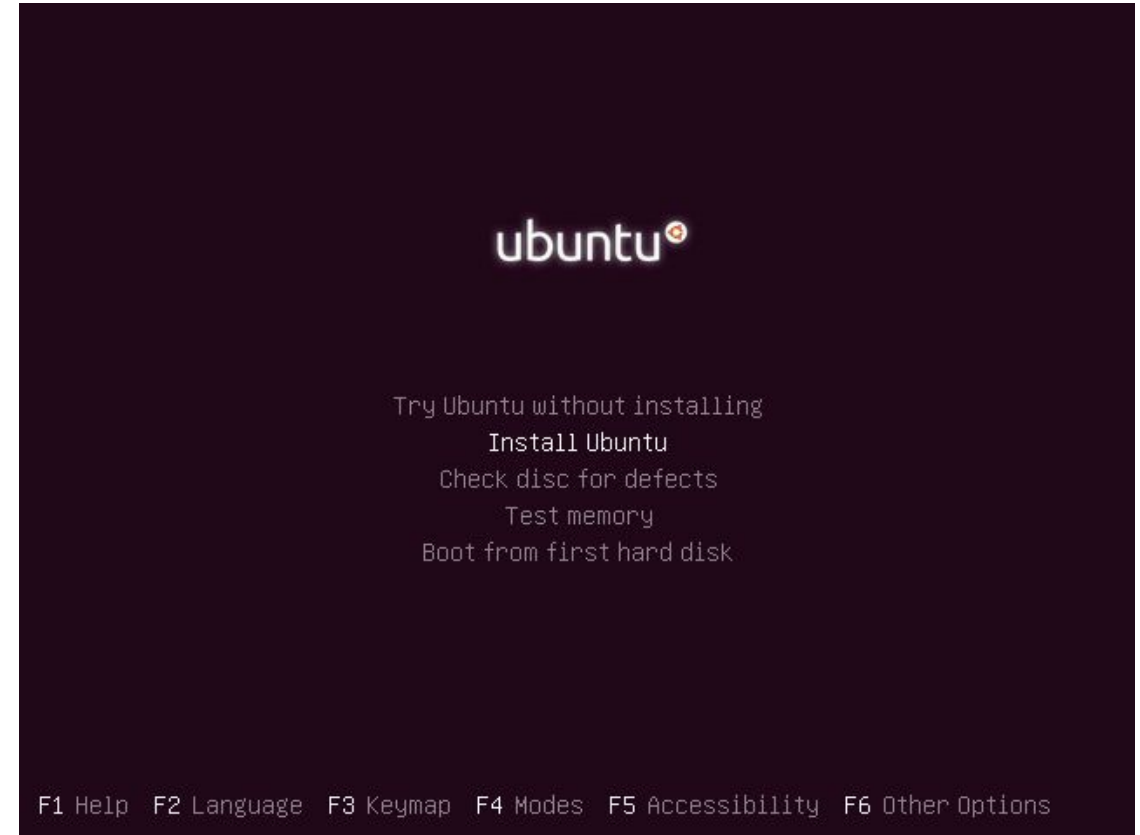 ubuntu
Try Ubuntu without installing
Install Ubuntu
Check disc for defects
Test memory
Boot from first hard disk
F1 Help F2 Language F3 Keymap F4 Modes F5 Accessibility F6 Other Options